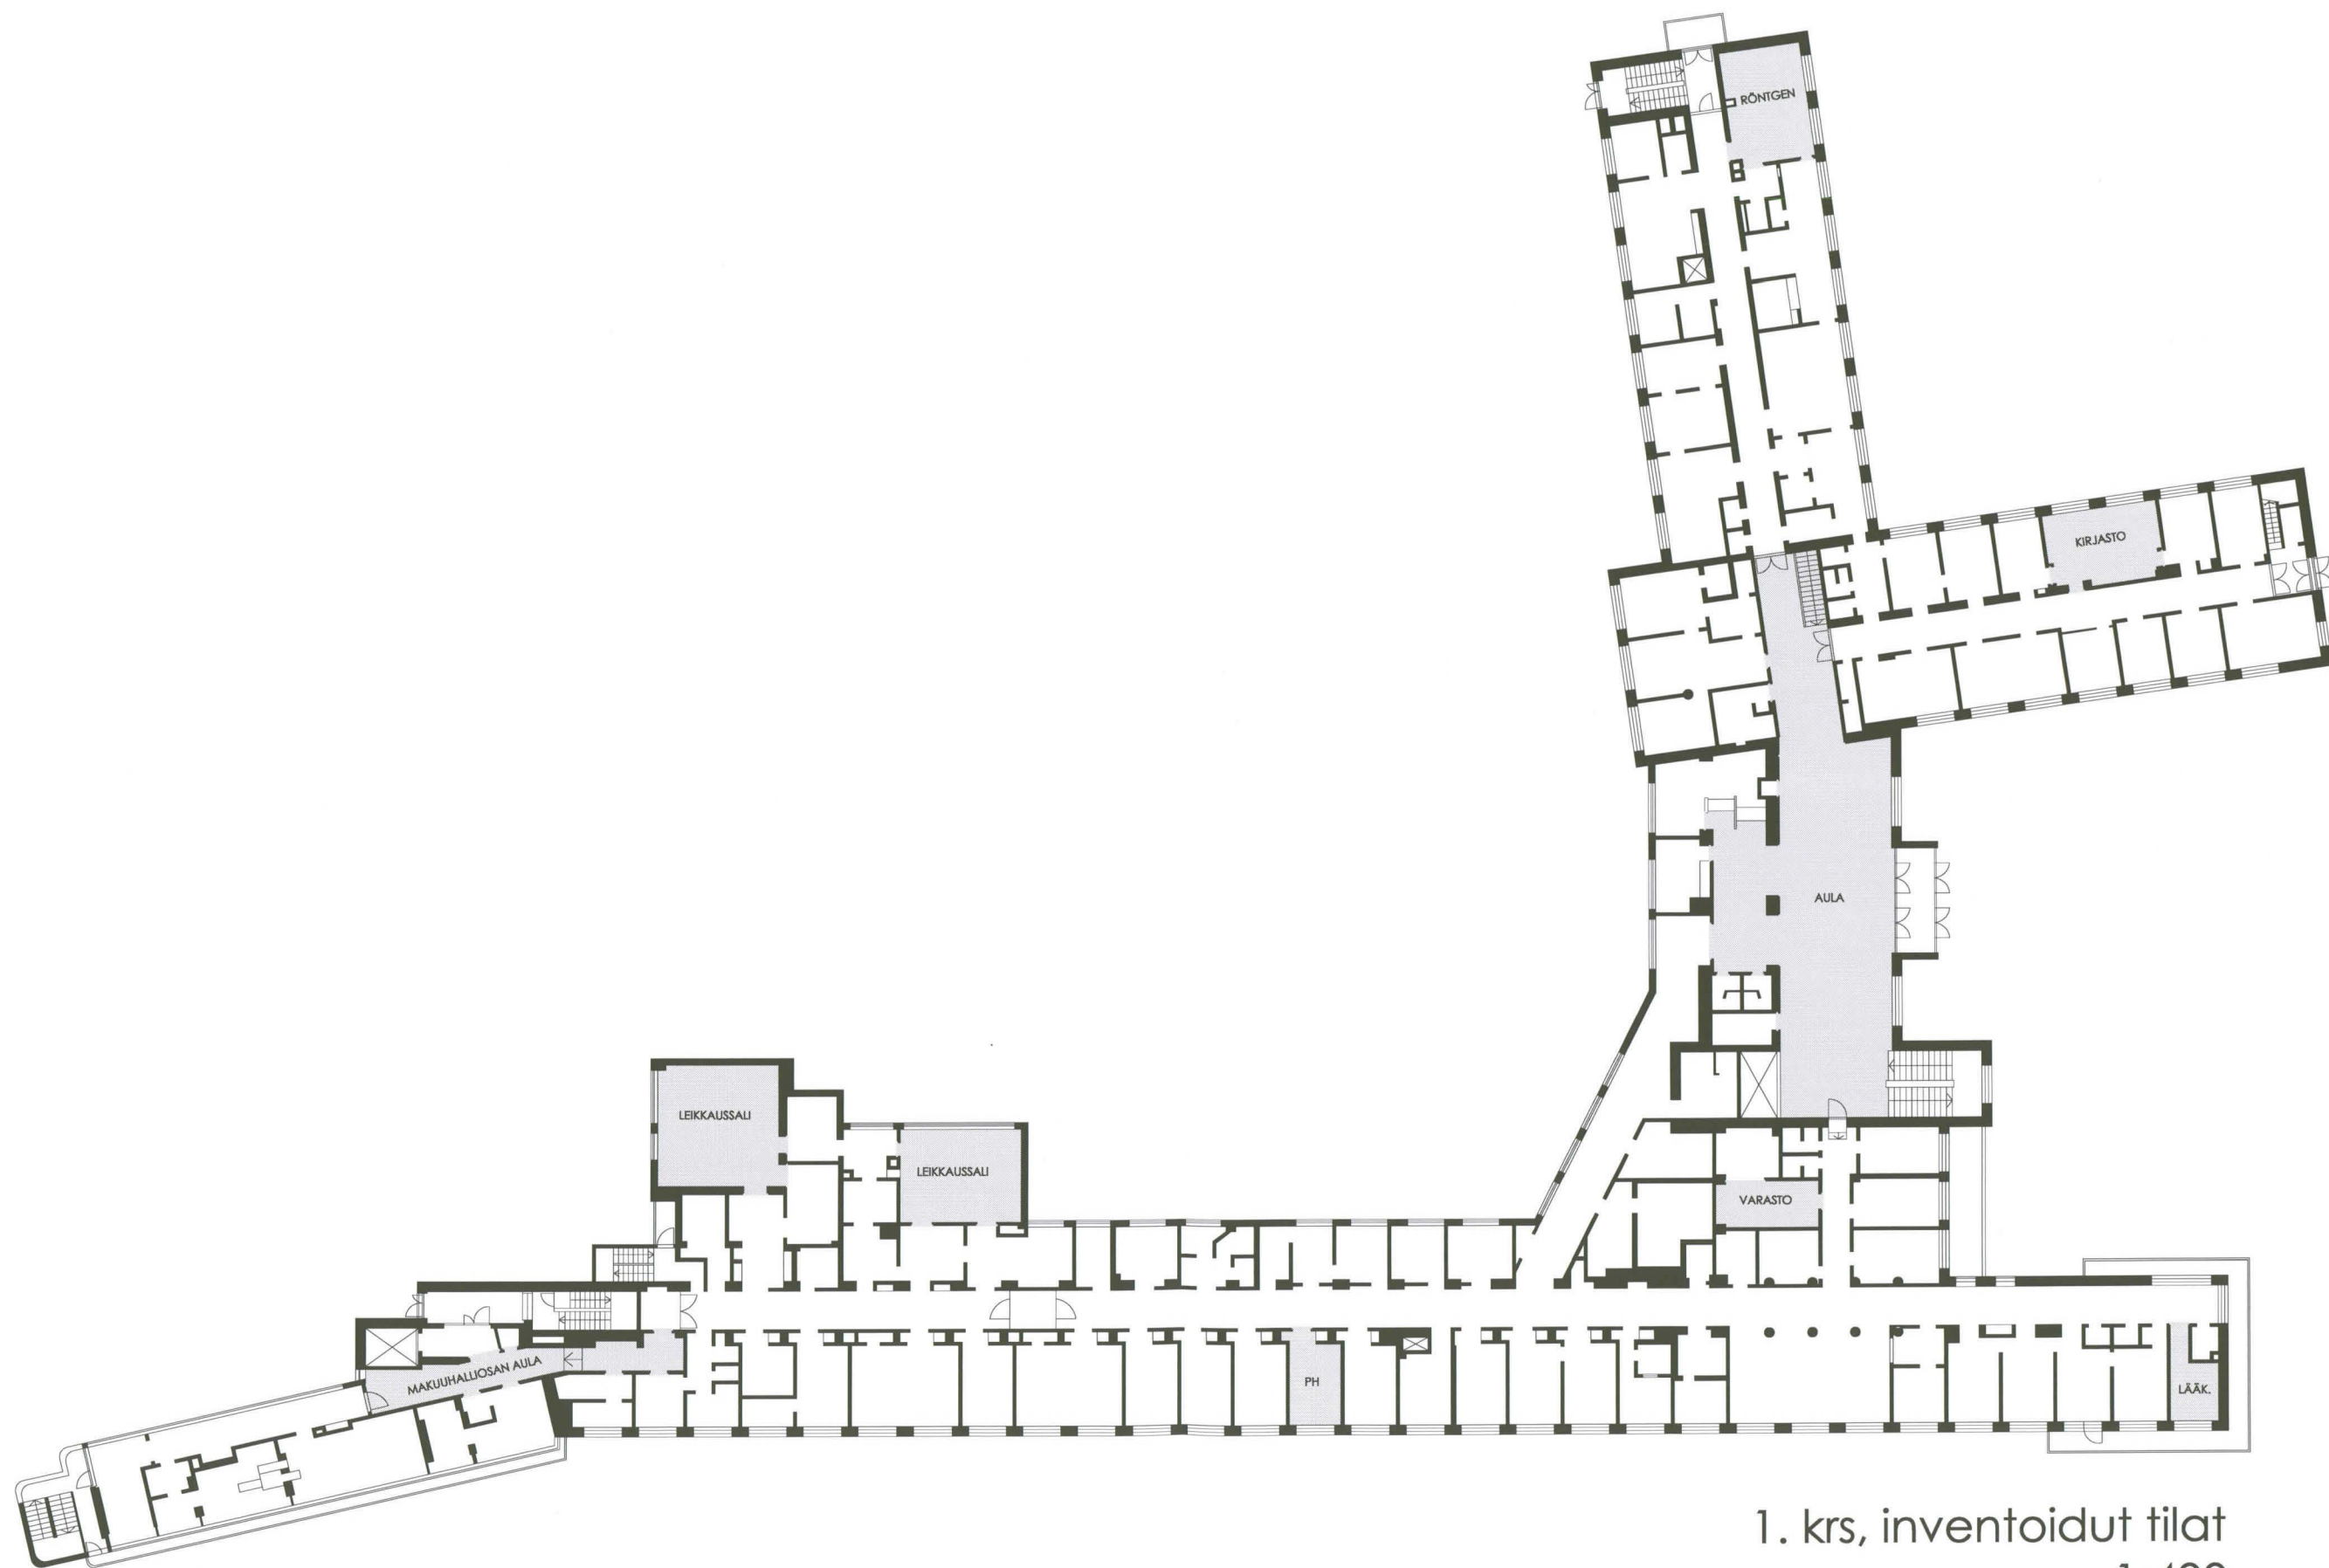 RÖNTGEN
KIRJASTO
AULA
LEIKKAUSSALI
LEIKKAUSSALI
VARASTO
MAKUUHALLIOSAN AULA
PH
LÄÄK.
1. krs, inventoidut tilat